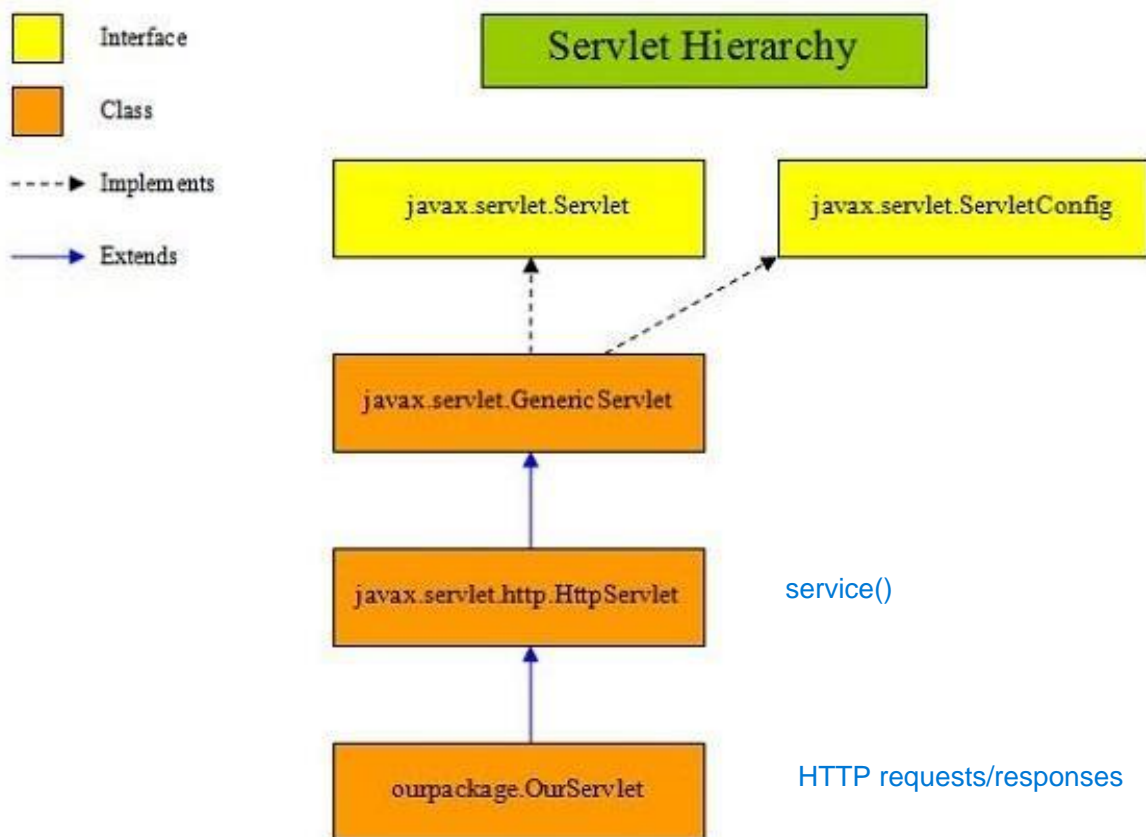 Interface
Servlet Hierarchy
Class
Implements
javax.servlet.Servlet
javax.servlet.ServletConfig
Extends
javax.servlet.GenericServlet
javax.servlet.http.HttpServlet
service()
ourpackage.OurServlet
HTTP requests/responses